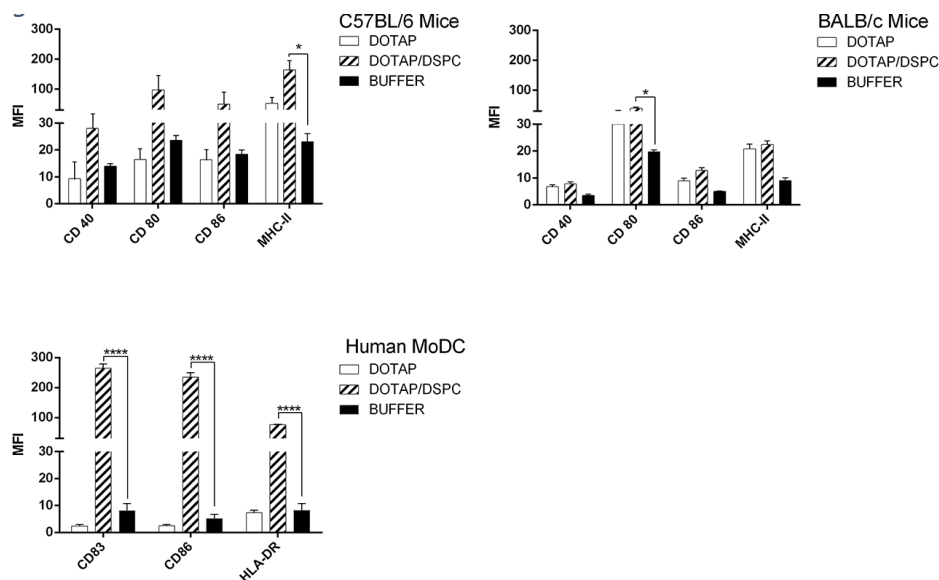 C57BL/6 Mice
DOTAP
DOTAP/DSPC
BUFFER
*
300
200
100
30
20
10
0
MFI
CD 40
CD 80
CD 86
MHC-II
BALB/c Mice
DOTAP
DOTAP/DSPC
BUFFER
*
300
200
100
30
20
10
0
MFI
CD 40
CD 80
CD 86
MHC-II
Human MoDC
DOTAP
DOTAP/DSPC
BUFFER
****
****
****
300
200
100
30
20
10
0
MFI
CD83
CD86
HLA-DR